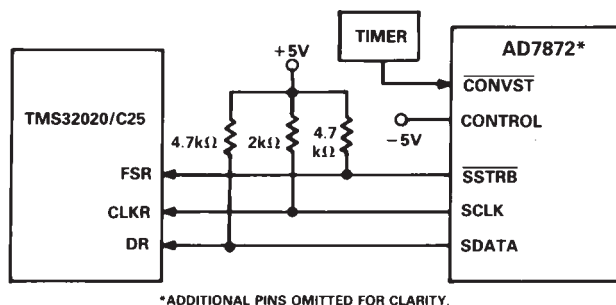 TIMER
AD7872*
+5V
CONVST
TMS32020/C25
CONTROL
4.7kΩ
2kΩ
4.7
kΩ
−5V
FSR
SSTRB
CLKR
SCLK
DR
SDATA
*ADDITIONAL PINS OMITTED FOR CLARITY.